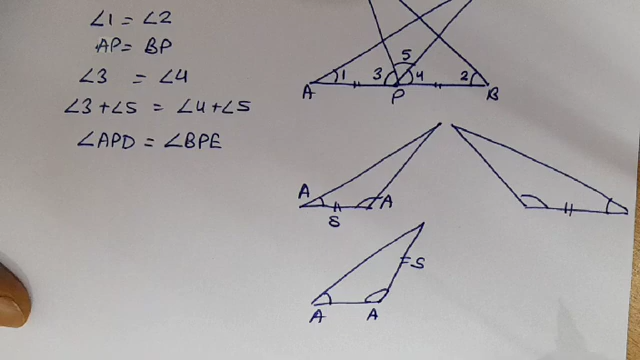 ∠1 = ∠2
AP = BP
∠3 = ∠4
∠3 + ∠5 = ∠4 + ∠5
∠APD = ∠BPE
5
1 3 4 2
A P B
A A
S
S
A A